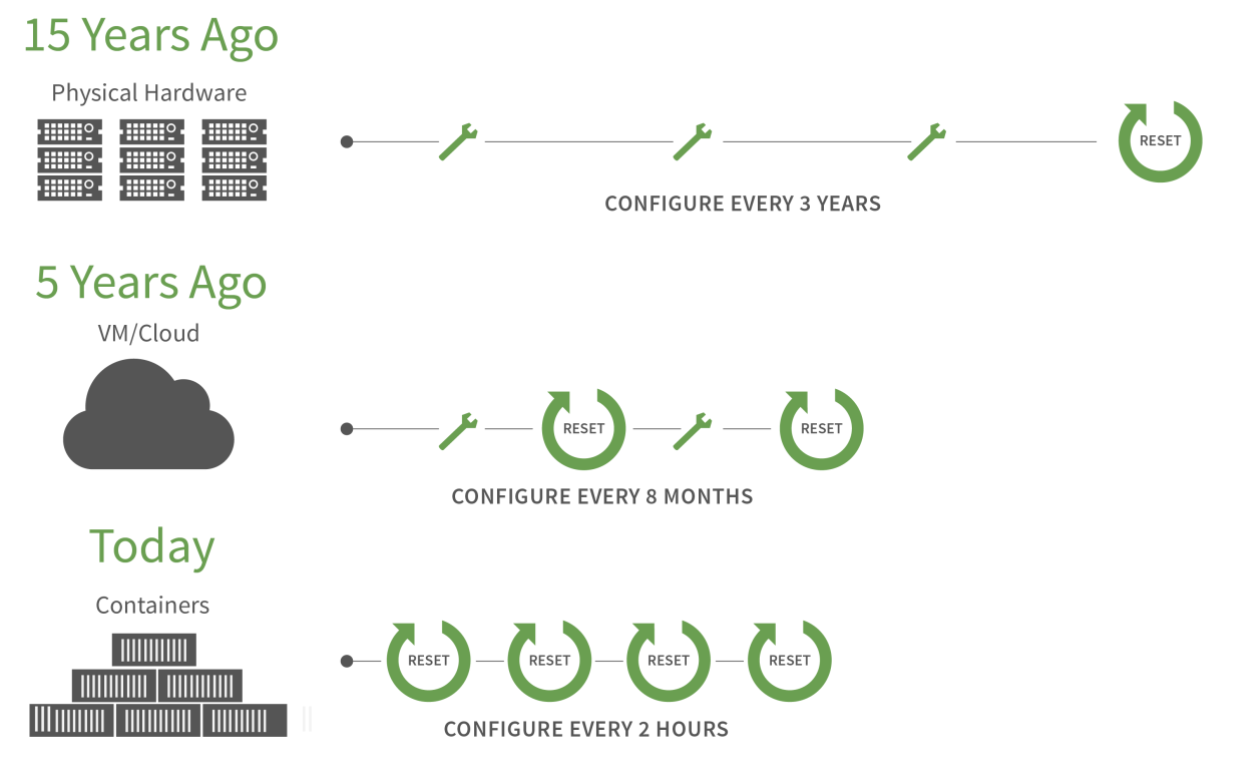 15 Years Ago
Physical Hardware
RESET
CONFIGURE EVERY 3 YEARS
5 Years Ago
VM/Cloud
RESET
RESET
CONFIGURE EVERY 8 MONTHS
Today
Containers
RESET
RESET
RESET
RESET
CONFIGURE EVERY 2 HOURS